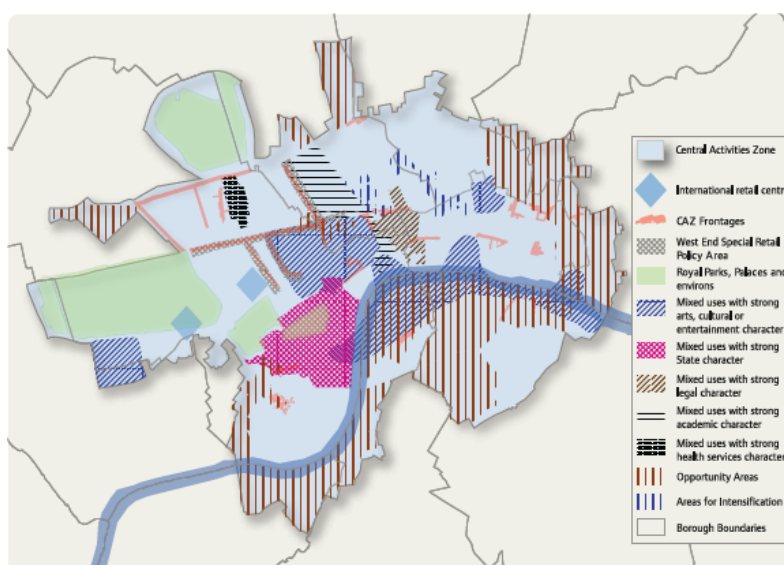 Central Activities Zone
International retail centr
CAZ Frontages
West End Special Retail
Policy Area
Royal Parks, Palaces and
environs
Mixed uses with strong
arts, cultural or
entertainment character
Mixed uses with strong
State character
Mixed uses with strong
legal character
Mixed uses with strong
academic character
Mixed uses with strong
health services character
Opportunity Areas
Areas for Intensification
Borough Boundaries